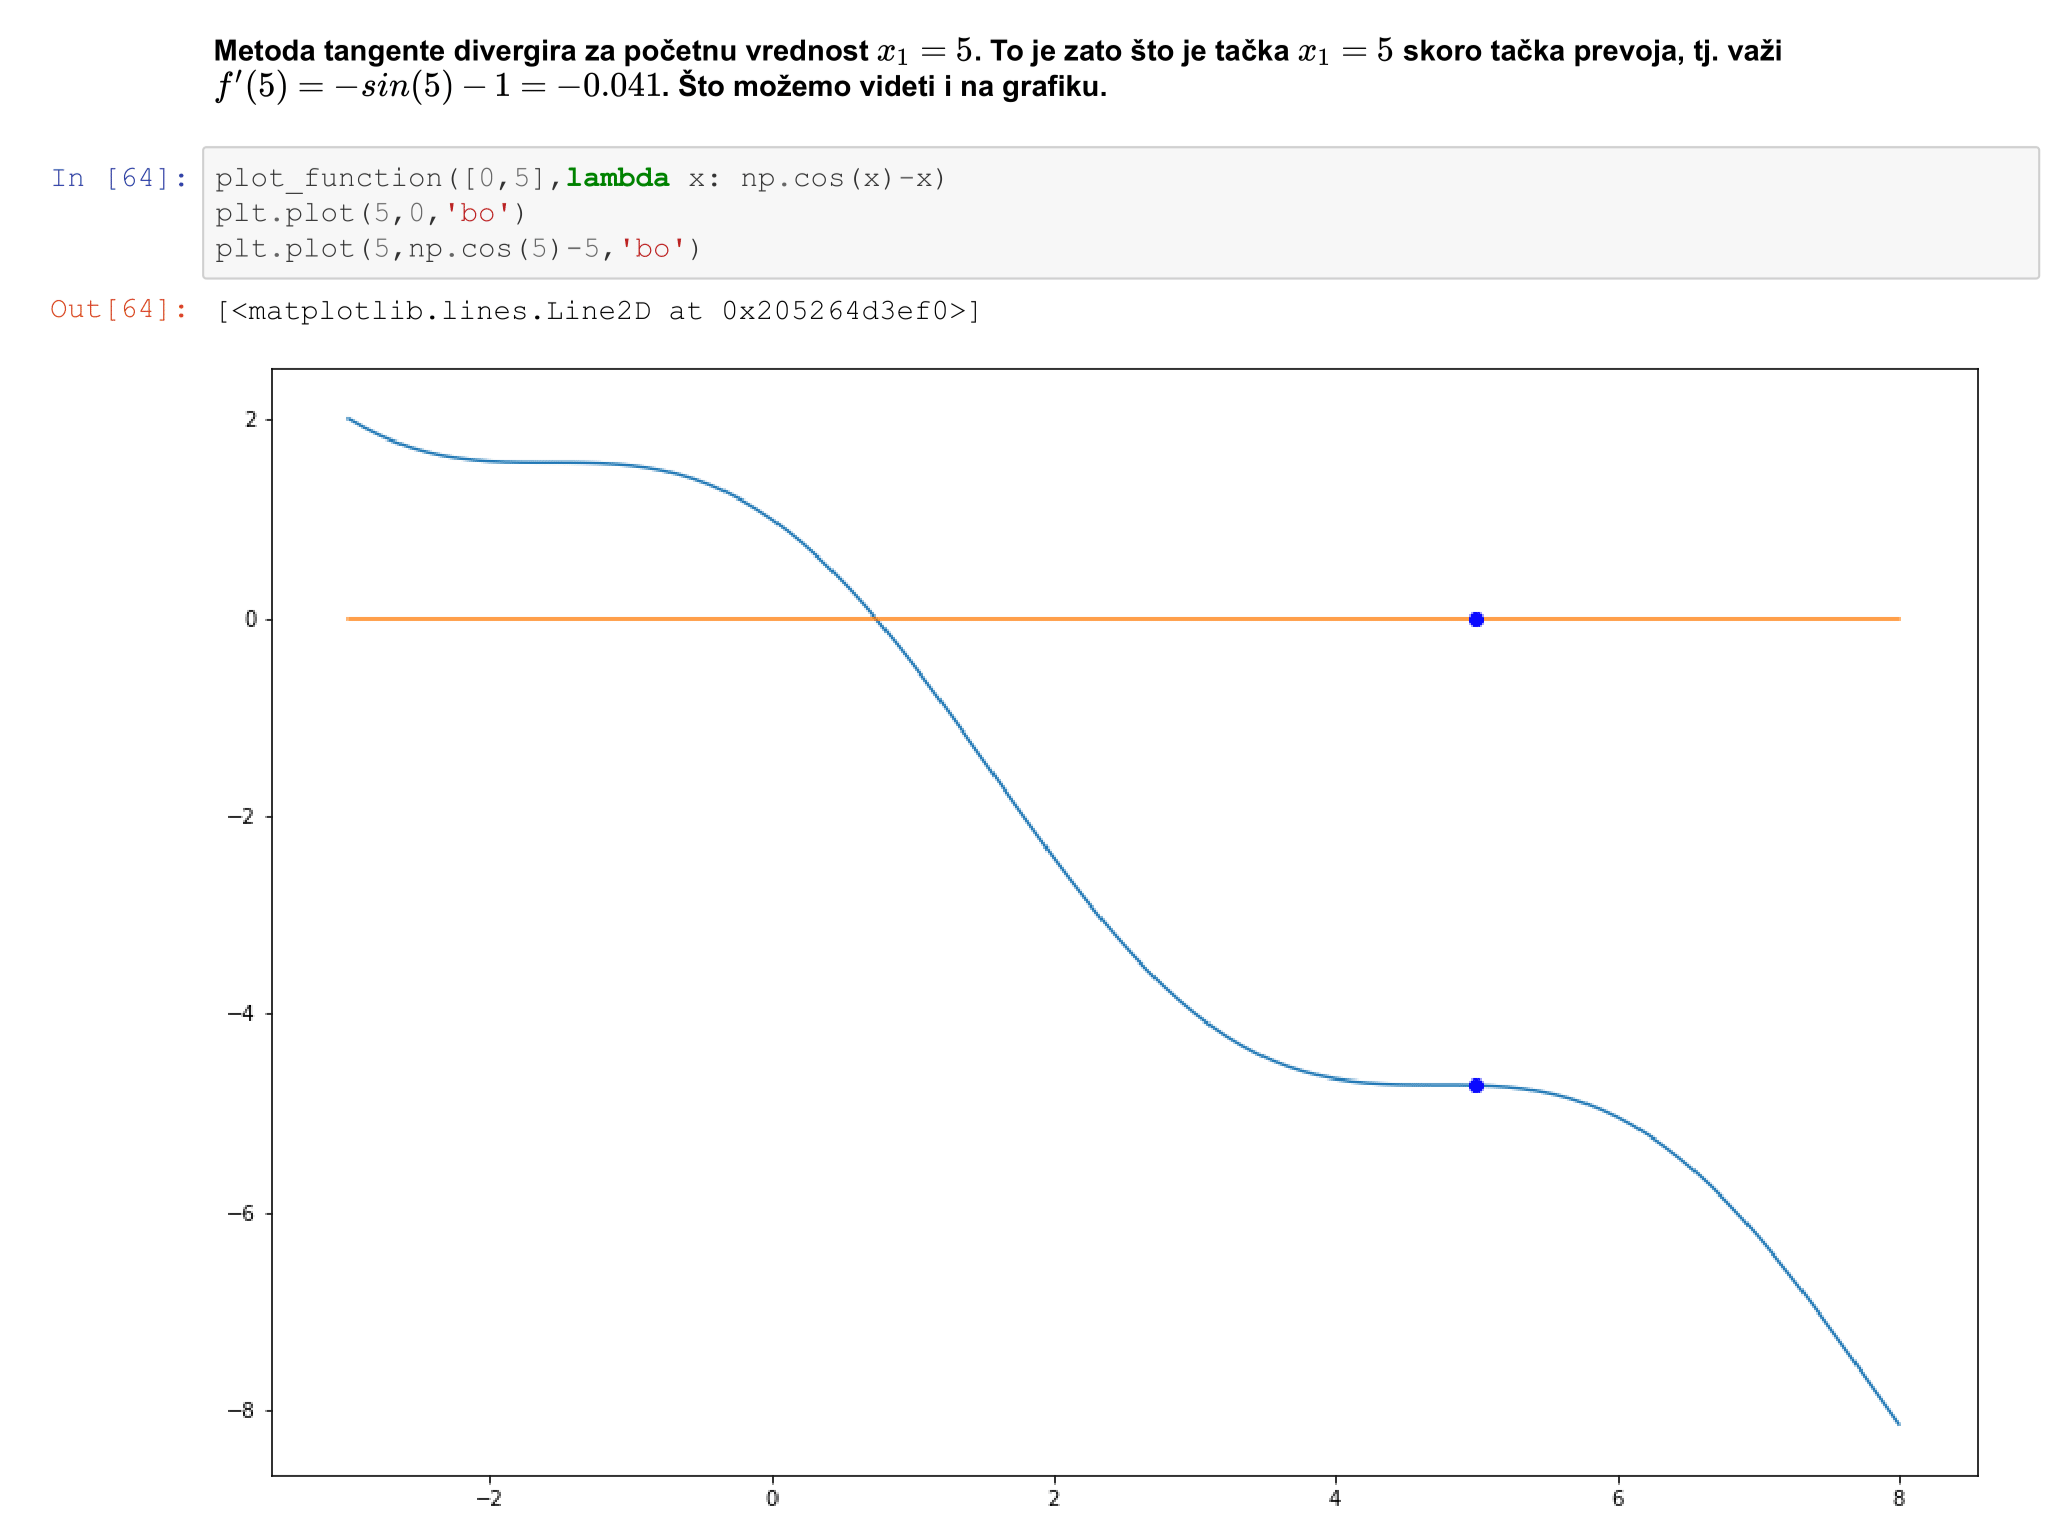 Metoda tangente divergira za početnu vrednost x₁ = 5. To je zato što je tačka x₁ = 5 skoro tačka prevoja, tj. važi
f′(5) = −sin(5) − 1 = −0.041. Što možemo videti i na grafiku.
In [64]: plot_function([0,5],lambda x: np.cos(x)-x)
plt.plot(5,0,'bo')
plt.plot(5,np.cos(5)-5,'bo')
Out[64]: [<matplotlib.lines.Line2D at 0x205264d3ef0>]
2
0
−2
−4
−6
−8
−2 0 2 4 6 8